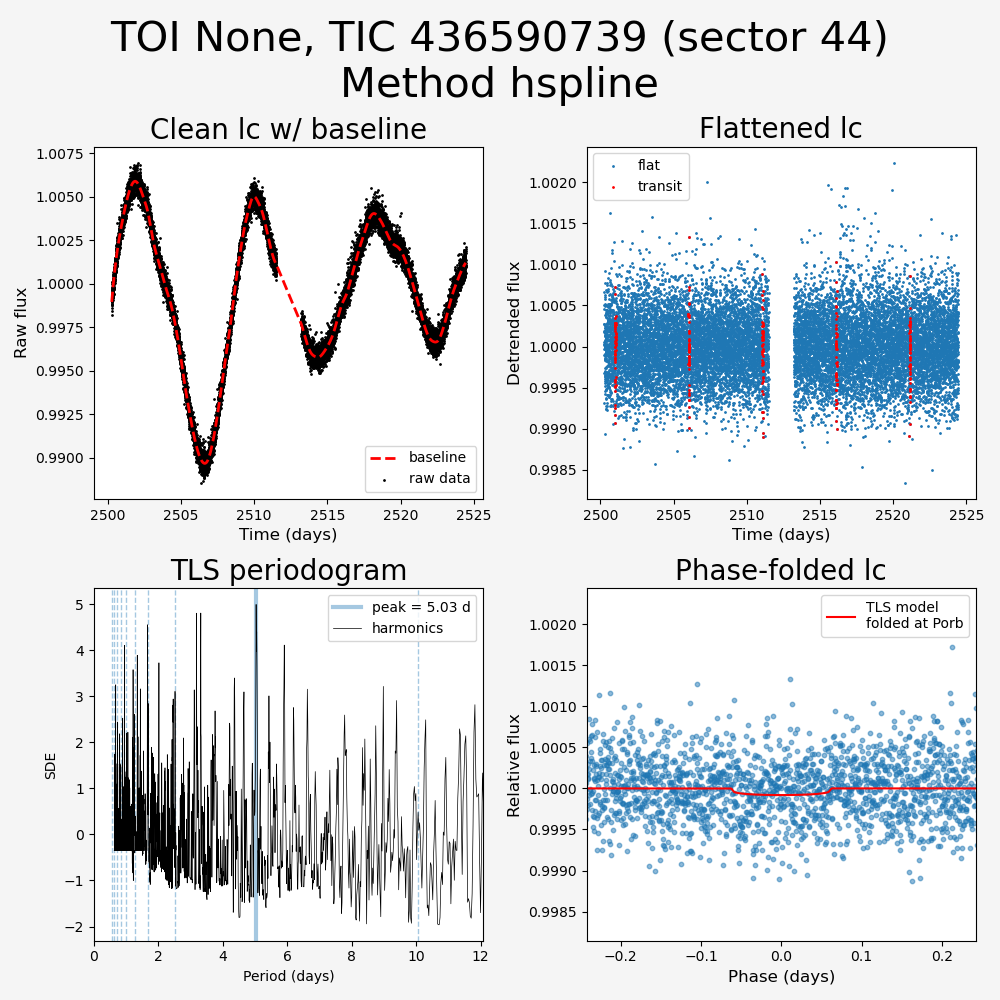 TOI None, TIC 436590739 (sector 44)
Method hspline
Clean lc w/ baseline
Raw flux
1.0075
1.0050
1.0025
1.0000
0.9975
0.9950
0.9925
0.9900
baseline
raw data
2500
2505
2510
2515
2520
2525
Time (days)
Flattened lc
Detrended flux
1.0020
1.0015
1.0010
1.0005
1.0000
0.9995
0.9990
0.9985
flat
transit
2500
2505
2510
2515
2520
2525
Time (days)
TLS periodogram
SDE
5
4
3
2
1
0
−1
−2
peak = 5.03 d
harmonics
0
2
4
6
8
10
12
Period (days)
Phase-folded lc
Relative flux
1.0020
1.0015
1.0010
1.0005
1.0000
0.9995
0.9990
0.9985
TLS model
folded at Porb
−0.2
−0.1
0.0
0.1
0.2
Phase (days)